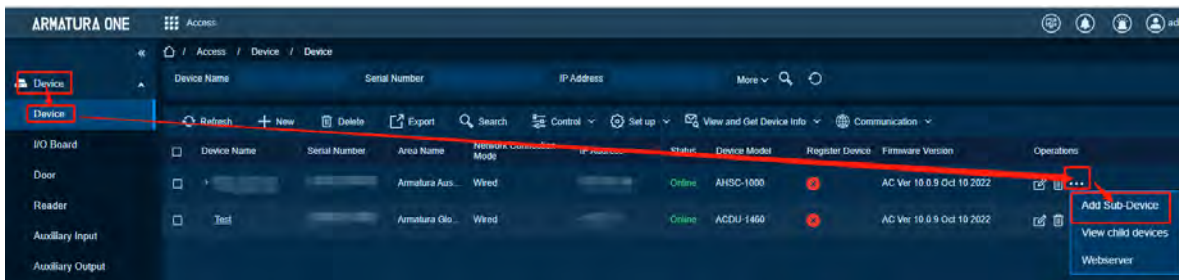 ARMATURA ONE
Access
ad
«
/ Access / Device / Device
Device
Device Name Serial Number IP Address More
Device
Refresh New Delete Export Search Control Set up View and Get Device Info Communication
I/O Board
Device Name Serial Number Area Name Network Connection Mode IP Address Status Device Model Register Device Firmware Version Operations
Door
Armatura Aus... Wired Online AHSC-1000 AC Ver 10.0.9 Oct 10 2022 ...
Reader
Add Sub-Device
Test Armatura Glo... Wired Online ACDU-1460 AC Ver 10.0.9 Oct 10 2022
Auxiliary Input
View child devices
Auxiliary Output
Webserver